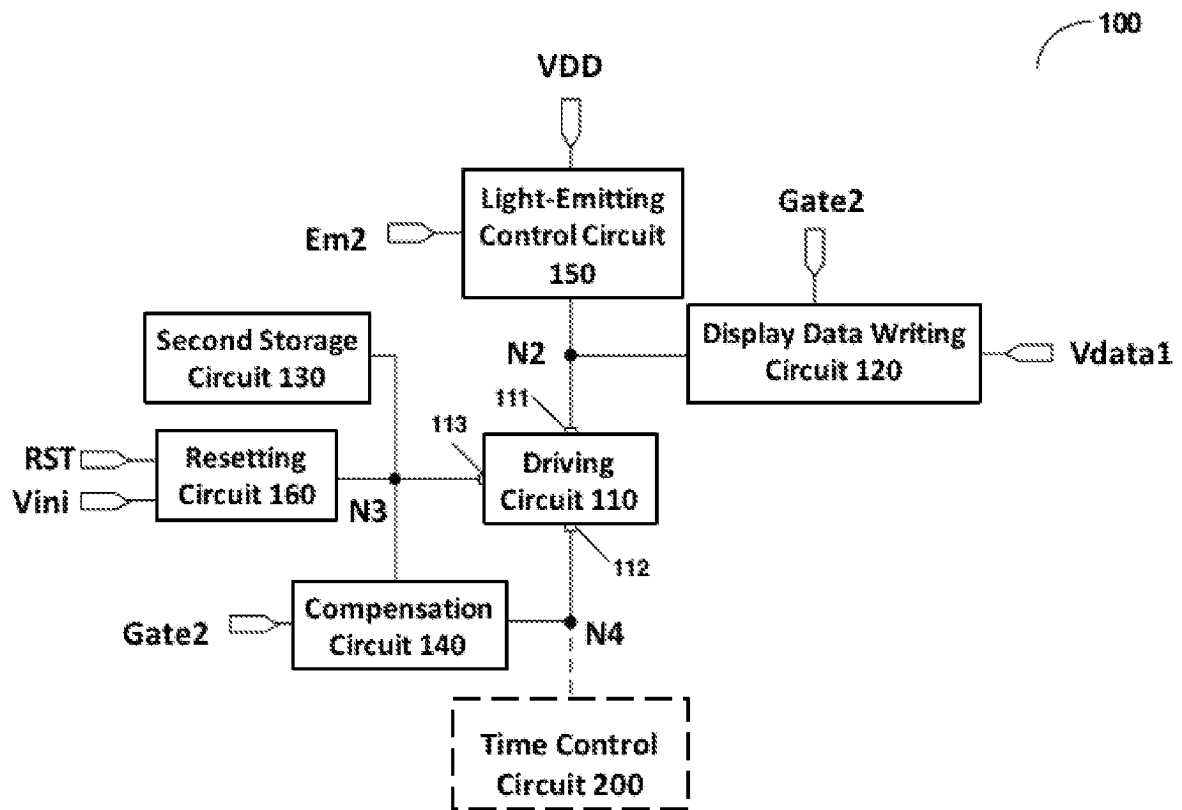 100
VDD
Light-Emitting
Control Circuit
150
Em2
Gate2
Second Storage
Circuit 130
N2
Display Data Writing
Circuit 120
Vdata1
111
113
RST
Vini
Resetting
Circuit 160
N3
Driving
Circuit 110
112
Gate2
Compensation
Circuit 140
N4
Time Control
Circuit 200